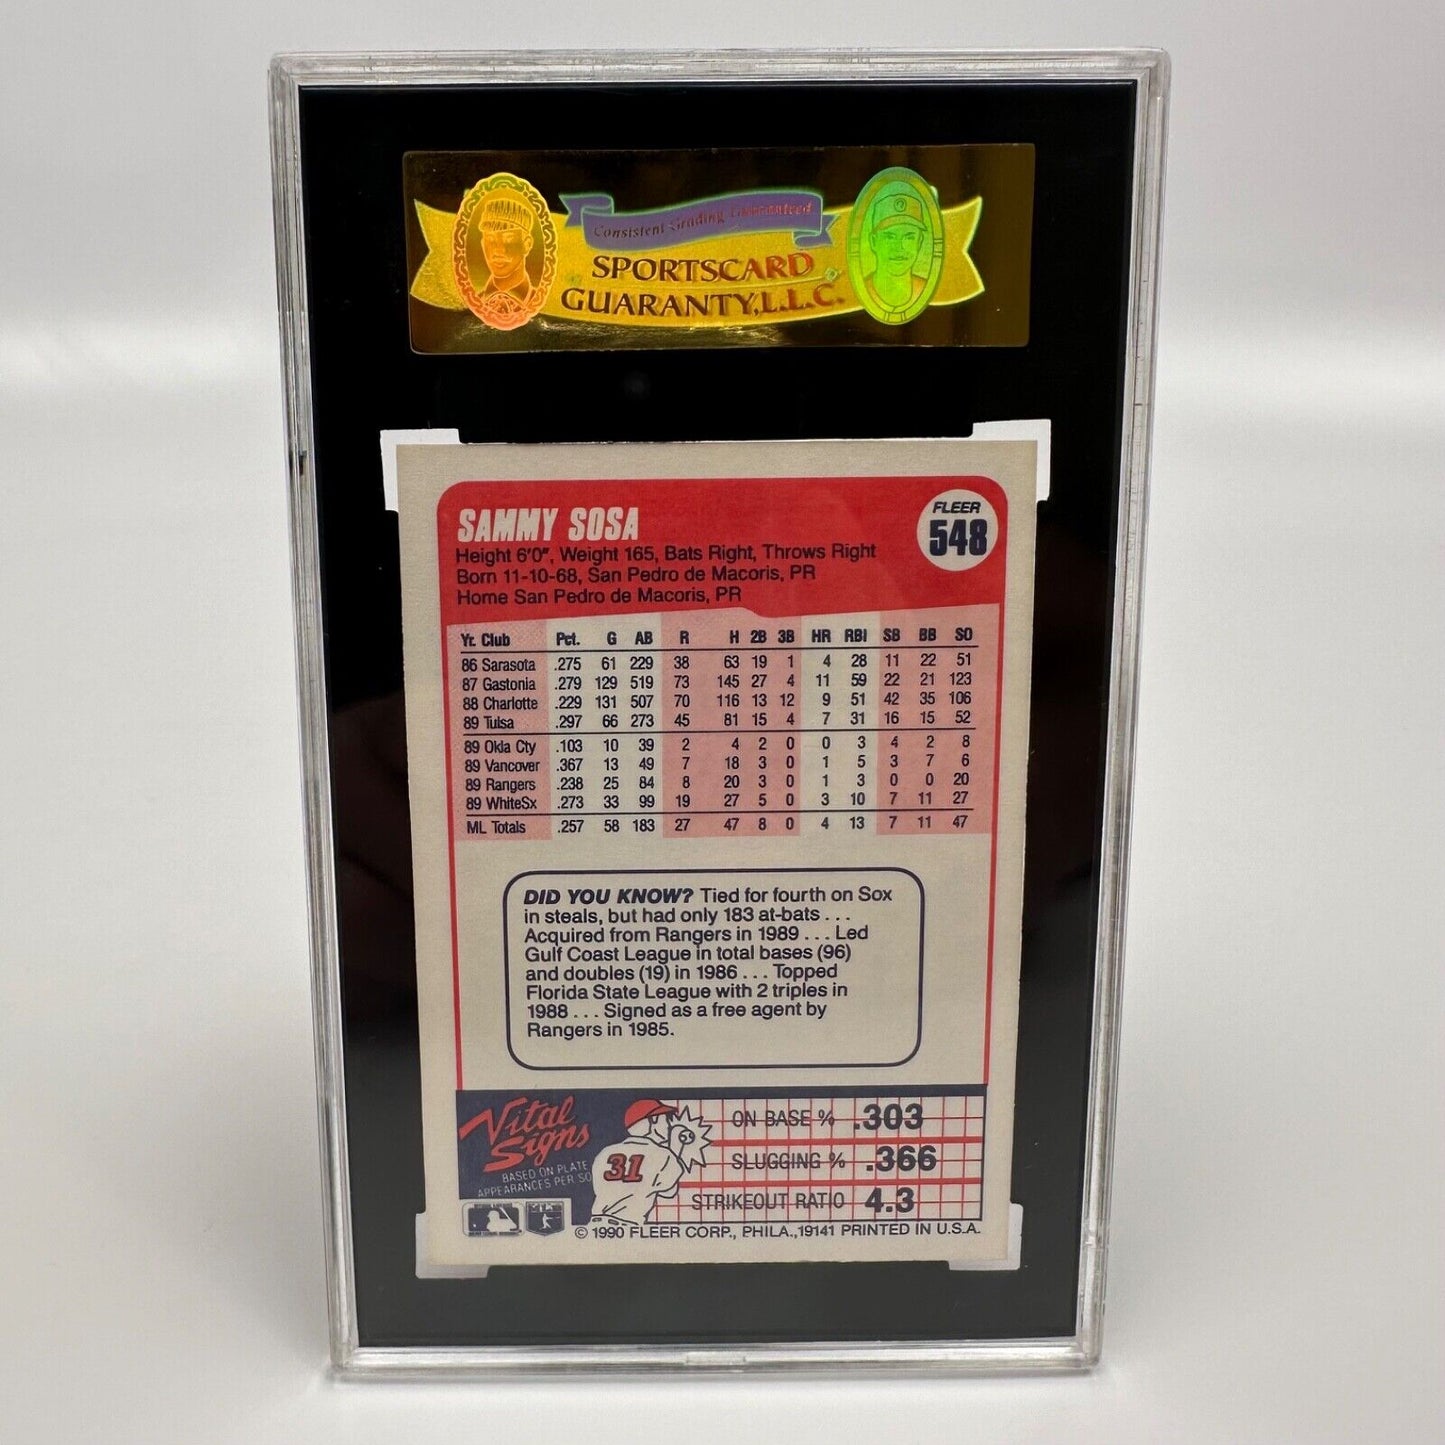 Consistent Grading Guaranteed
SPORTSCARD
GUARANTY, L.L.C.
SAMMY SOSA
FLEER
548
Height 6'0", Weight 165, Bats Right, Throws Right
Born 11-10-68, San Pedro de Macoris, PR
Home San Pedro de Macoris, PR
Yr. Club Pct. G AB R H 2B 3B HR RBI SB BB SO
86 Sarasota .275 61 229 38 63 19 1 4 28 11 22 51
87 Gastonia .279 129 519 73 145 27 4 11 59 22 21 123
88 Charlotte .229 131 507 70 116 13 12 9 51 42 35 106
89 Tulsa .297 66 273 45 81 15 4 7 31 16 15 52
89 Okla Cty .103 10 39 2 4 2 0 0 3 4 2 8
89 Vancover .367 13 49 7 18 3 0 1 5 3 7 6
89 Rangers .238 25 84 8 20 3 0 1 3 0 0 20
89 WhiteSx .273 33 99 19 27 5 0 3 10 7 11 27
ML Totals .257 58 183 27 47 8 0 4 13 7 11 47
DID YOU KNOW? Tied for fourth on Sox
in steals, but had only 183 at-bats . . .
Acquired from Rangers in 1989 . . . Led
Gulf Coast League in total bases (96)
and doubles (19) in 1986 . . . Topped
Florida State League with 2 triples in
1988 . . . Signed as a free agent by
Rangers in 1985.
Vital
Signs
BASED ON PLATE
APPEARANCES PER SO
31
ON BASE % .303
SLUGGING % .366
STRIKEOUT RATIO 4.3
© 1990 FLEER CORP., PHILA., 19141 PRINTED IN U.S.A.